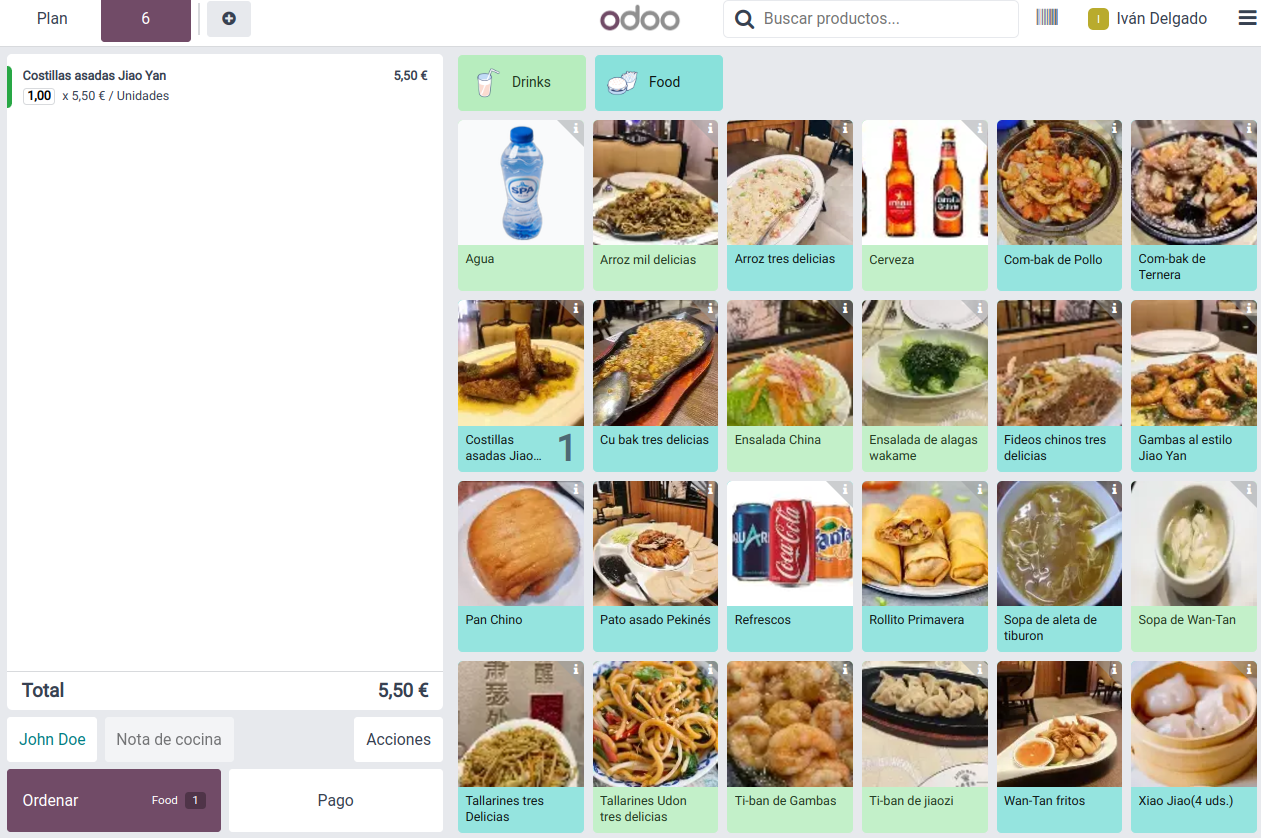 Plan
6
odoo
Buscar productos...
I
Iván Delgado
Costillas asadas Jiao Yan
5,50 €
1,00 x 5,50 € / Unidades
Drinks
Food
SPA
Agua
Arroz mil delicias
Arroz tres delicias
Cerveza
Com-bak de Pollo
Com-bak de
Ternera
Costillas
asadas Jiao...
1
Cu bak tres delicias
Ensalada China
Ensalada de alagas
wakame
Fideos chinos tres
delicias
Gambas al estilo
Jiao Yan
Coca-Cola
Fanta
Pan Chino
Pato asado Pekinés
Refrescos
Rollito Primavera
Sopa de aleta de
tiburon
Sopa de Wan-Tan
Tallarines tres
Delicias
Tallarines Udon
tres delicias
Ti-ban de Gambas
Ti-ban de jiaozi
Wan-Tan fritos
Xiao Jiao(4 uds.)
Total
5,50 €
John Doe
Nota de cocina
Acciones
Ordenar
Food 1
Pago